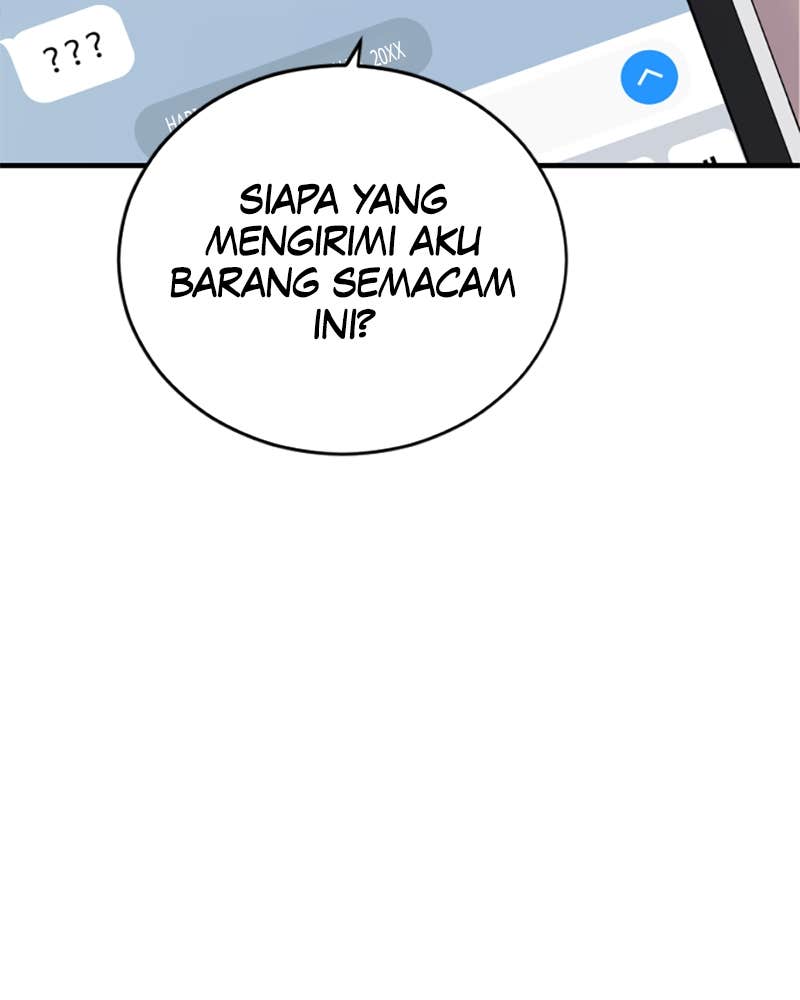 ???
20XX
SIAPA YANG
MENGIRIMI AKU
BARANG SEMACAM
INI?